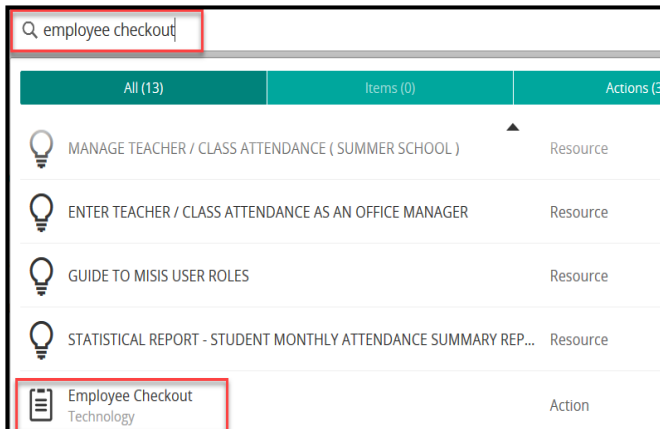 employee checkout
All (13) Items (0) Actions (3
MANAGE TEACHER / CLASS ATTENDANCE ( SUMMER SCHOOL ) Resource
ENTER TEACHER / CLASS ATTENDANCE AS AN OFFICE MANAGER Resource
GUIDE TO MISIS USER ROLES Resource
STATISTICAL REPORT - STUDENT MONTHLY ATTENDANCE SUMMARY REP... Resource
Employee Checkout Action
Technology